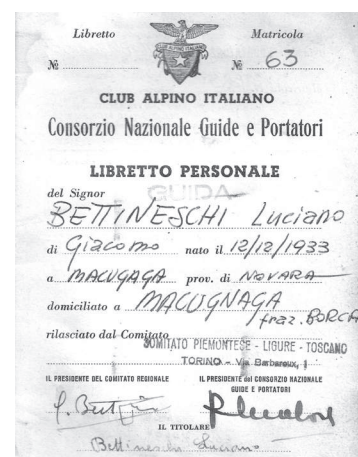 Libretto Matricola
№ № 63
CLUB ALPINO ITALIANO
CLUB ALPINO ITALIANO
Consorzio Nazionale Guide e Portatori
LIBRETTO PERSONALE
GUIDA
del Signor
BETTINESCHI Luciano
di Giacomo nato il 12/12/1933
a MACUGAGA prov. di NOVARA
domiciliato a MACUGNAGA
fraz. BORCA
rilasciato dal Comitato
COMITATO PIEMONTESE - LIGURE - TOSCANO
TORINO - Via Barbaroux, 1
IL PRESIDENTE DEL COMITATO REGIONALE IL PRESIDENTE del CONSORZIO NAZIONALE
GUIDE E PORTATORI
IL TITOLARE
Bettineschi Luciano